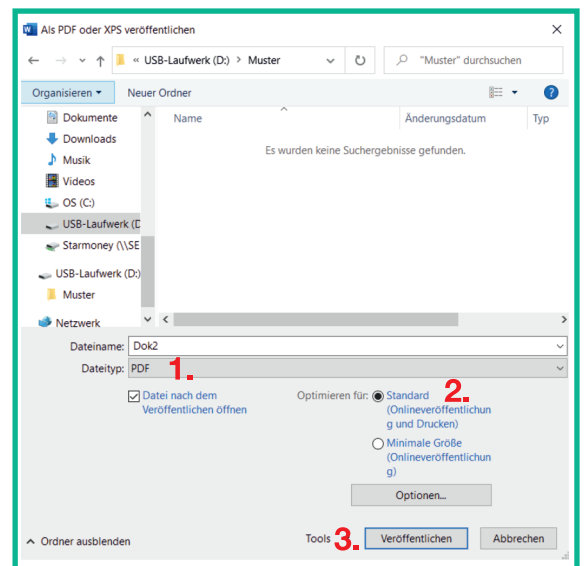 Als PDF oder XPS veröffentlichen
« USB-Laufwerk (D:) > Muster
"Muster" durchsuchen
Organisieren
Neuer Ordner
Name
Änderungsdatum
Typ
Es wurden keine Suchergebnisse gefunden.
Dokumente
Downloads
Musik
Videos
OS (C:)
USB-Laufwerk (D
Starmoney (\\SE
USB-Laufwerk (D:)
Muster
Netzwerk
Dateiname: Dok2
Dateityp: PDF 1.
Datei nach dem
Veröffentlichen öffnen
Optimieren für: Standard 2.
(Onlineveröffentlichun
g und Drucken)
Minimale Größe
(Onlineveröffentlichun
g)
Optionen...
Ordner ausblenden
Tools 3. Veröffentlichen Abbrechen